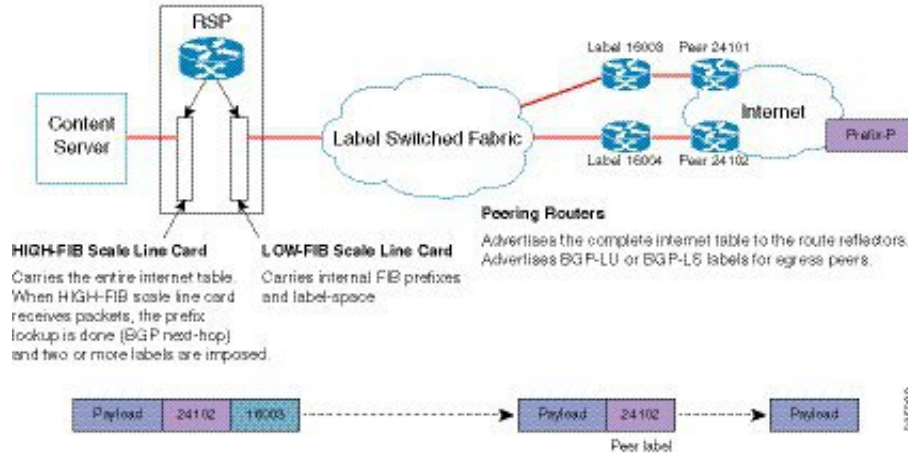 RSP
Content
Server
Label Switched Fabric
Label 16003
Peer 24101
Label 16004
Peer 24102
Internet
Prefix-P
HIGH-FIB Scale Line Card
Carries the entire internet table.
When HIGH-FIB scale line card
receives packets, the prefix
lookup is done (BGP next-hop)
and two or more labels are imposed.
LOW-FIB Scale Line Card
Carries internal FIB prefixes
and label-space
Peering Routers
Advertises the complete internet table to the route reflectors.
Advertises BGP-LU or BGP-LS labels for egress peers.
Payload 24102 16003
Payload 24102
Peer label
Payload